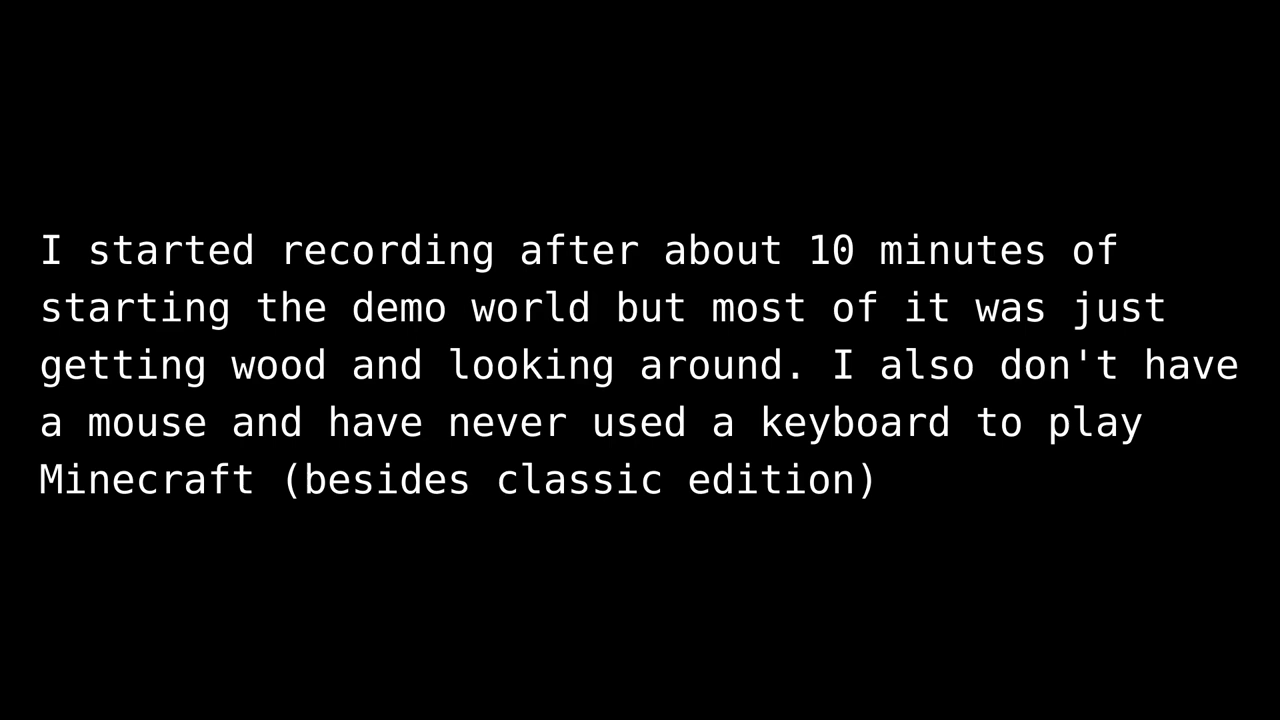 I started recording after about 10 minutes of
starting the demo world but most of it was just
getting wood and looking around. I also don't have
a mouse and have never used a keyboard to play
Minecraft (besides classic edition)